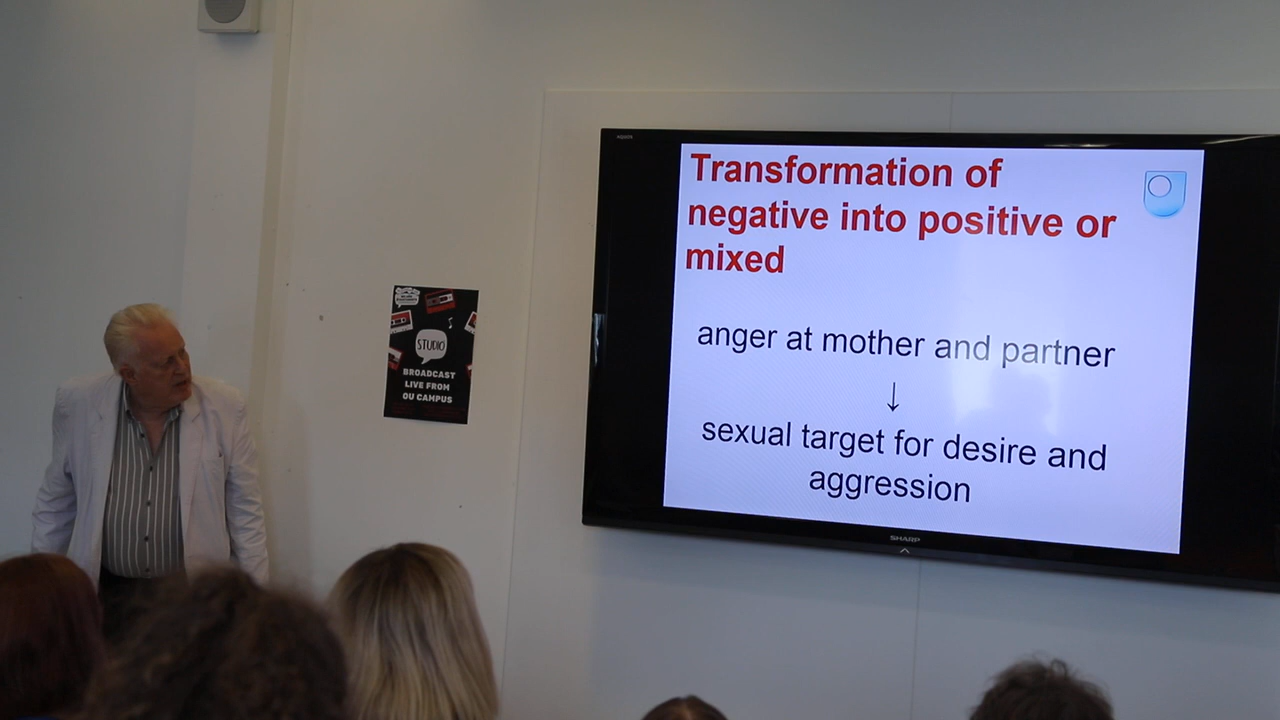 Transformation of
negative into positive or
mixed
anger at mother and partner
↓
sexual target for desire and
aggression
SHARP
STUDIO
BROADCAST
LIVE FROM
OU CAMPUS